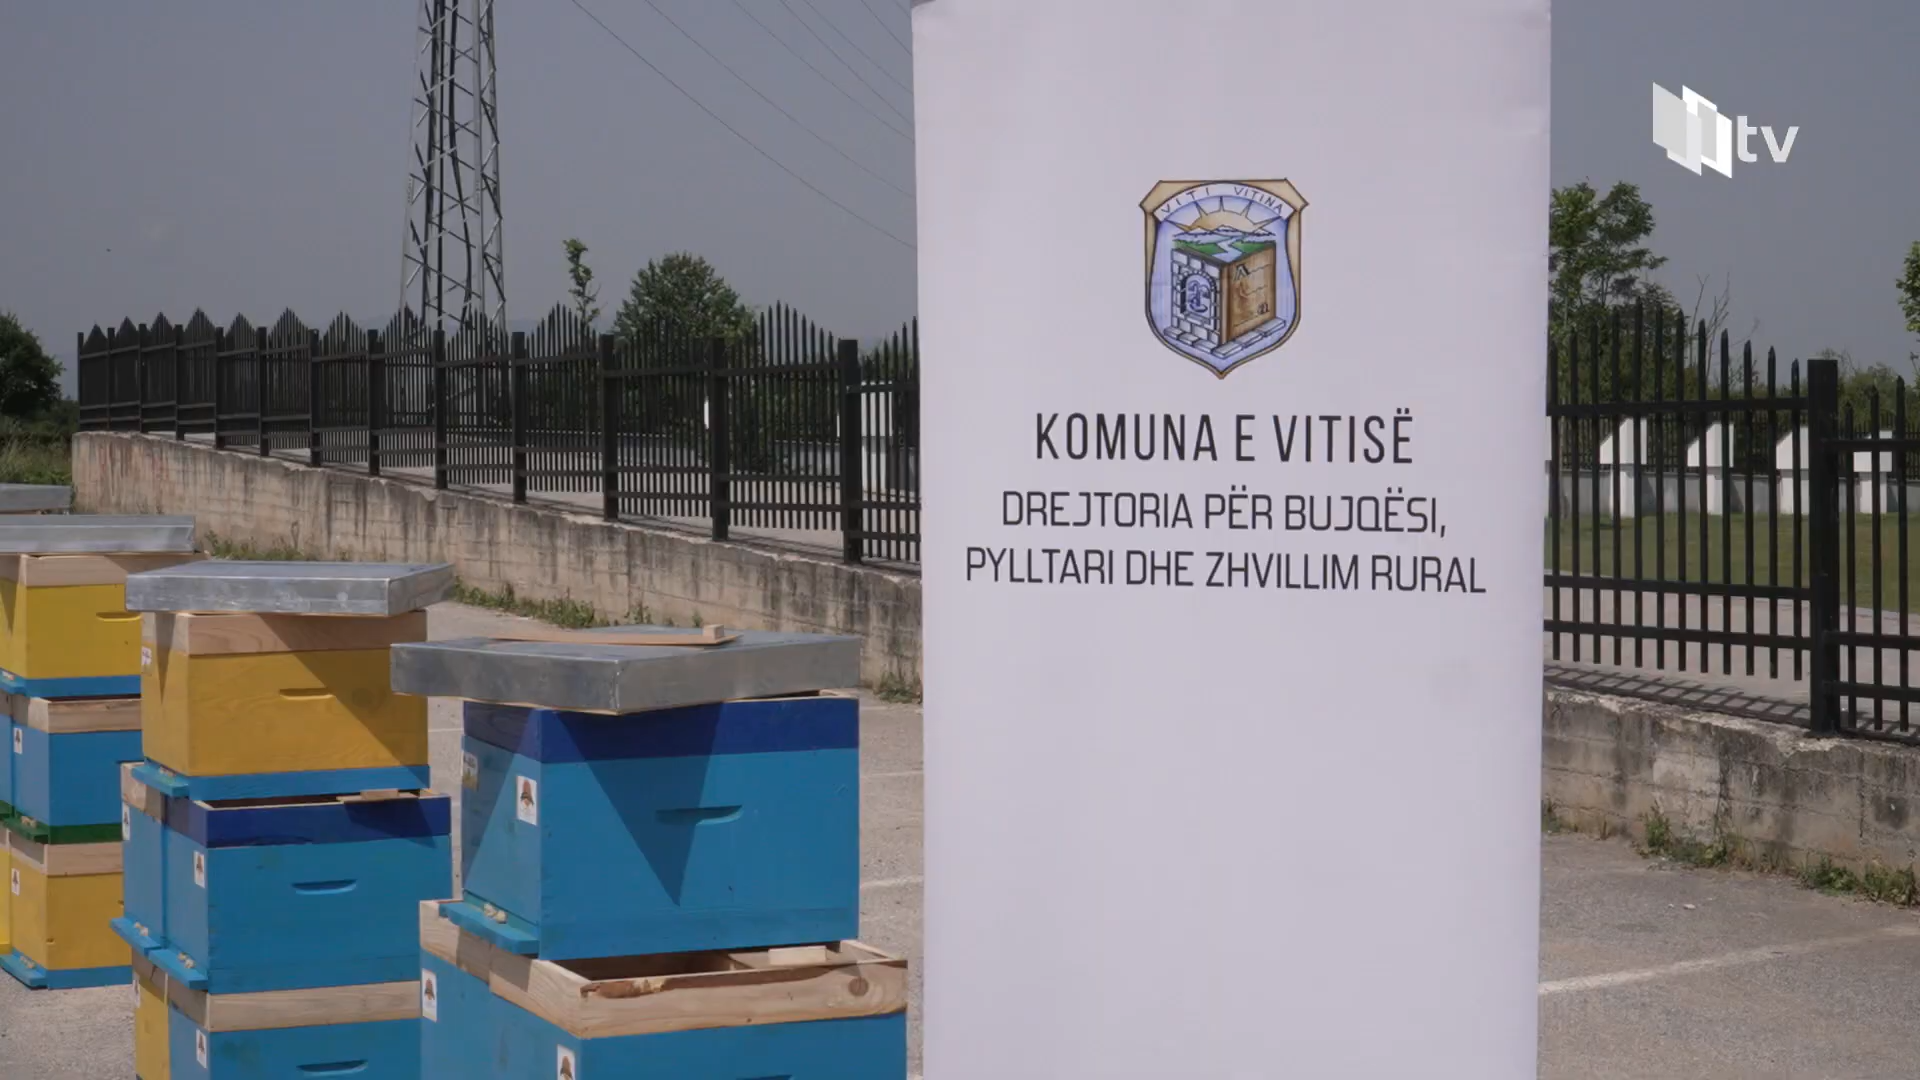 tv
VITI VITINA
KOMUNA E VITISË
DREJTORIA PËR BUJQËSI,
PYLLTARI DHE ZHVILLIM RURAL